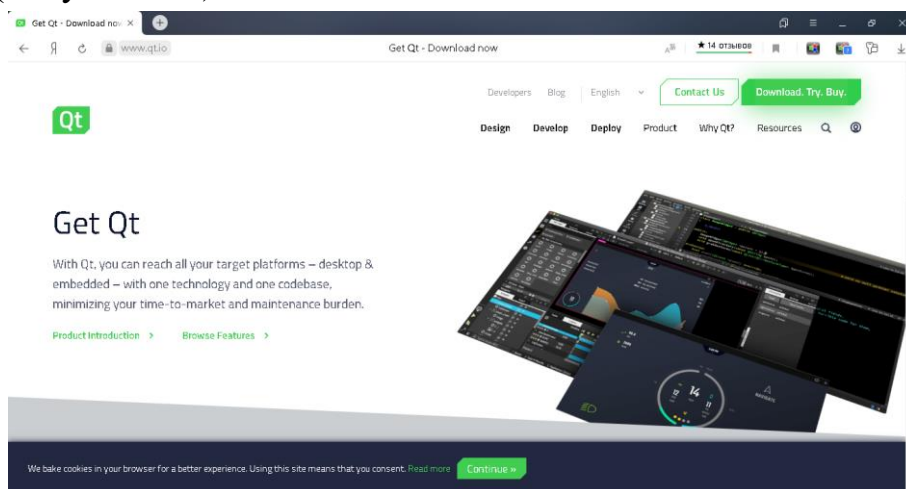 Get Qt - Download nov
www.qt.io
Get Qt - Download now
★ 14 отзывов
Developers Blog English Contact Us Download. Try. Buy.
Qt
Design Develop Deploy Product Why Qt? Resources
Get Qt
With Qt, you can reach all your target platforms – desktop &
embedded – with one technology and one codebase,
minimizing your time-to-market and maintenance burden.
Product Introduction > Browse Features >
We bake cookies in your browser for a better experience. Using this site means that you consent. Read more Continue »